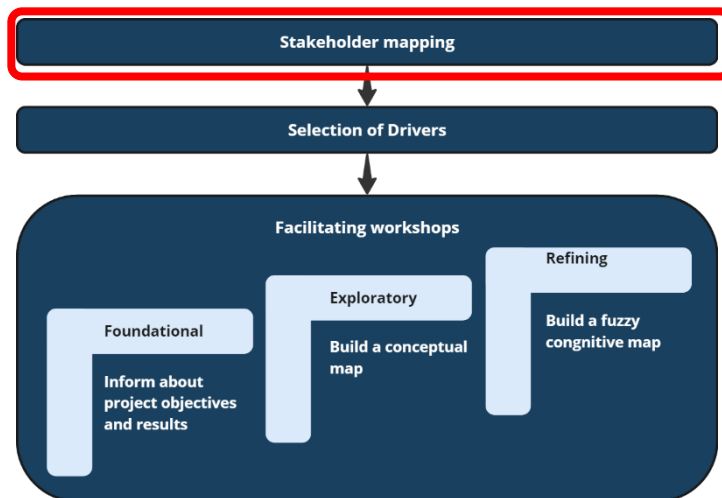 Stakeholder mapping
Selection of Drivers
Facilitating workshops
Foundational
Inform about
project objectives
and results
Exploratory
Build a conceptual
map
Refining
Build a fuzzy
congnitive map